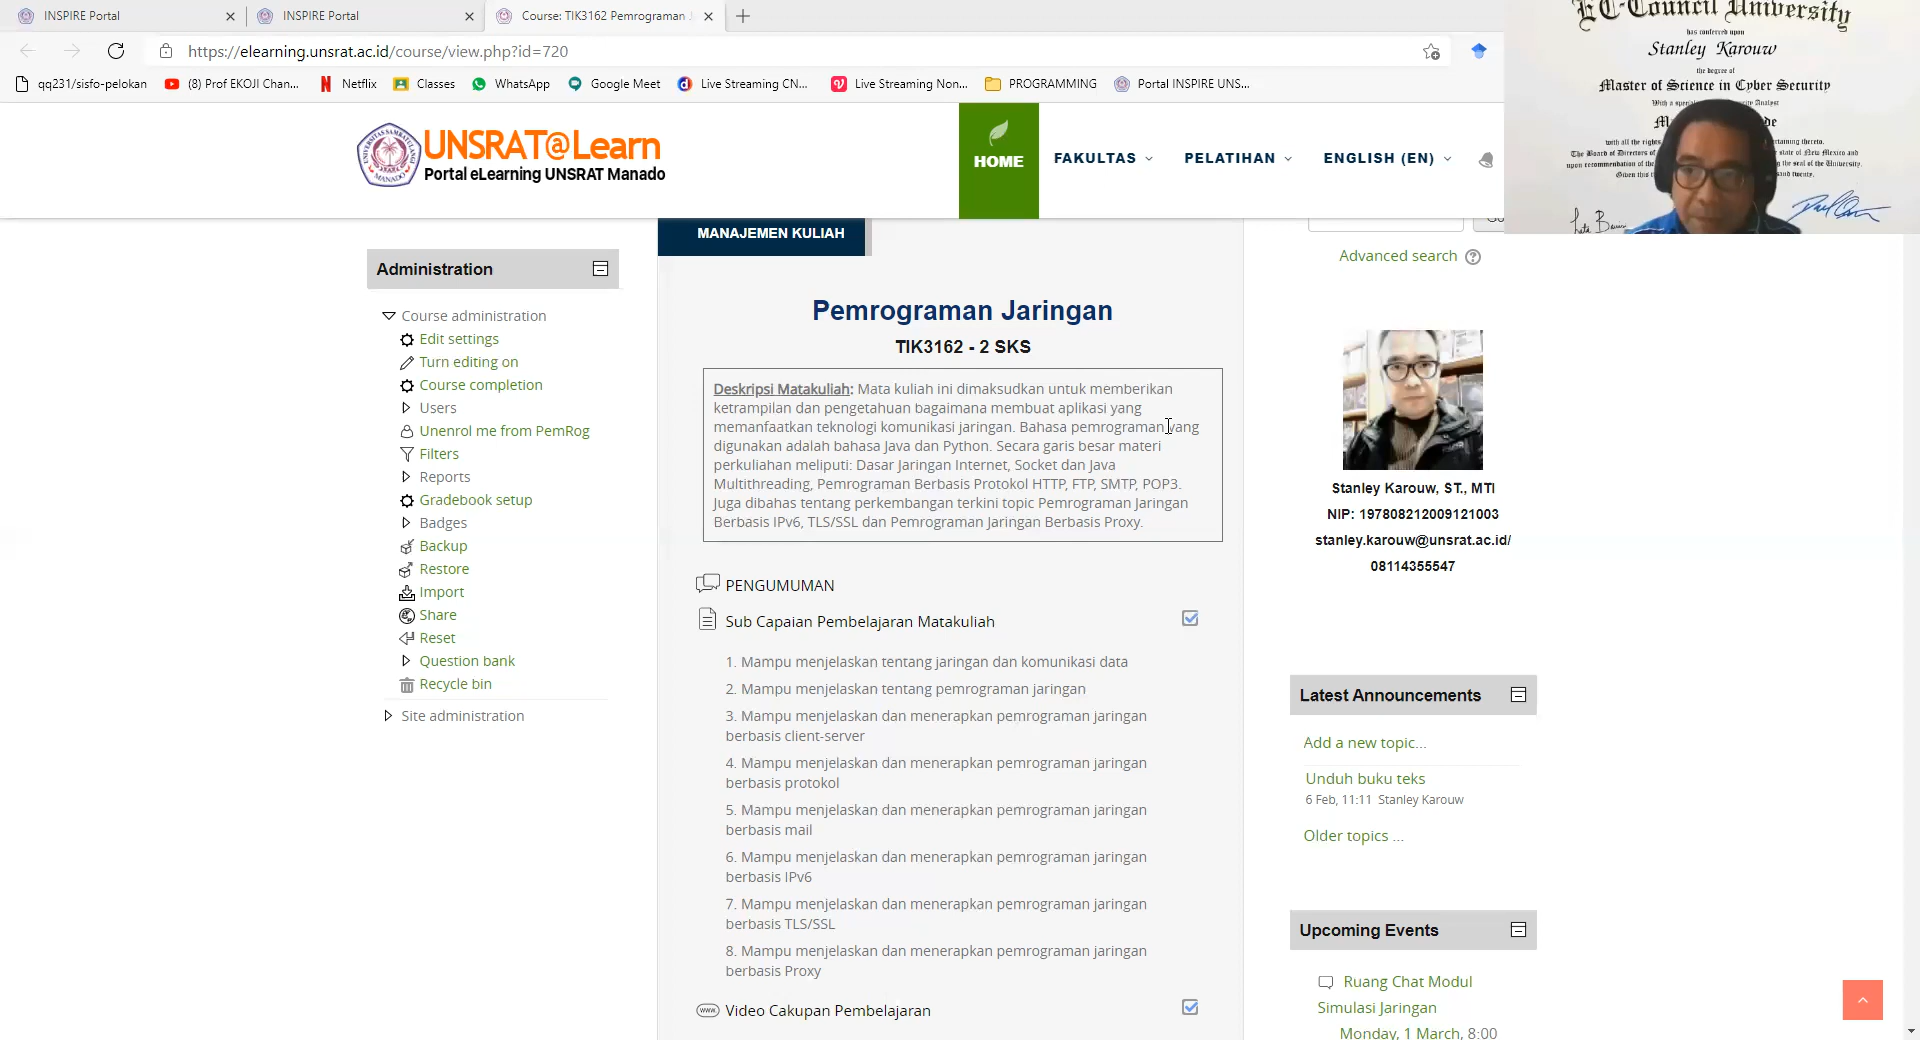 INSPIRE Portal
INSPIRE Portal
Course: TIK3162 Pemrograman J
https://elearning.unsrat.ac.id/course/view.php?id=720
qq231/sisfo-pelokan
(8) Prof EKOJI Chan...
Netflix
Classes
WhatsApp
Google Meet
Live Streaming CN...
Live Streaming Non...
PROGRAMMING
Portal INSPIRE UNS...
EC-Council University
has conferred upon
Stanley Karouw
the degree of
Master of Science in Cyber Security
UNSRAT@Learn
Portal eLearning UNSRAT Manado
HOME
FAKULTAS
PELATIHAN
ENGLISH (EN)
Administration
Course administration
Edit settings
Turn editing on
Course completion
Users
Unenrol me from PemRog
Filters
Reports
Gradebook setup
Badges
Backup
Restore
Import
Share
Reset
Question bank
Recycle bin
Site administration
MANAJEMEN KULIAH
Pemrograman Jaringan
TIK3162 - 2 SKS
Deskripsi Matakuliah: Mata kuliah ini dimaksudkan untuk memberikan
ketrampilan dan pengetahuan bagaimana membuat aplikasi yang
memanfaatkan teknologi komunikasi jaringan. Bahasa pemrograman yang
digunakan adalah bahasa Java dan Python. Secara garis besar materi
perkuliahan meliputi: Dasar Jaringan Internet, Socket dan Java
Multithreading, Pemrograman Berbasis Protokol HTTP, FTP, SMTP, POP3.
Juga dibahas tentang perkembangan terkini topic Pemrograman Jaringan
Berbasis IPv6, TLS/SSL dan Pemrograman Jaringan Berbasis Proxy.
PENGUMUMAN
Sub Capaian Pembelajaran Matakuliah
1. Mampu menjelaskan tentang jaringan dan komunikasi data
2. Mampu menjelaskan tentang pemrograman jaringan
3. Mampu menjelaskan dan menerapkan pemrograman jaringan
berbasis client-server
4. Mampu menjelaskan dan menerapkan pemrograman jaringan
berbasis protokol
5. Mampu menjelaskan dan menerapkan pemrograman jaringan
berbasis mail
6. Mampu menjelaskan dan menerapkan pemrograman jaringan
berbasis IPv6
7. Mampu menjelaskan dan menerapkan pemrograman jaringan
berbasis TLS/SSL
8. Mampu menjelaskan dan menerapkan pemrograman jaringan
berbasis Proxy
Video Cakupan Pembelajaran
Advanced search
Stanley Karouw, ST., MTI
NIP: 197808212009121003
stanley.karouw@unsrat.ac.id/
08114355547
Latest Announcements
Add a new topic...
Unduh buku teks
6 Feb, 11:11 Stanley Karouw
Older topics ...
Upcoming Events
Ruang Chat Modul
Simulasi Jaringan
Monday, 1 March, 8:00